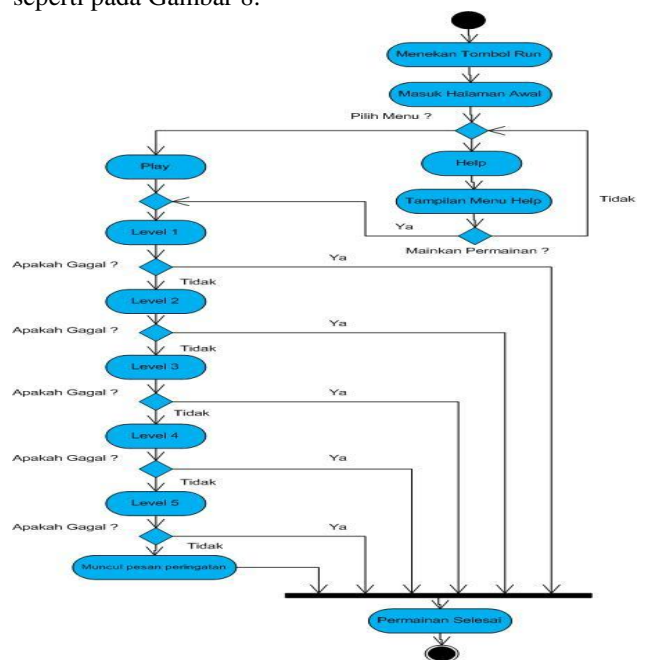 seperti pada Gambar 8.
Menekan Tombol Run
Masuk Halaman Awal
Pilih Menu ?
Play
Help
Tampilan Menu Help
Tidak
Ya
Mainkan Permainan ?
Level 1
Apakah Gagal ?
Ya
Tidak
Level 2
Apakah Gagal ?
Ya
Tidak
Level 3
Apakah Gagal ?
Ya
Tidak
Level 4
Apakah Gagal ?
Ya
Tidak
Level 5
Apakah Gagal ?
Ya
Tidak
Muncul pesan peringatan
Permainan Selesai